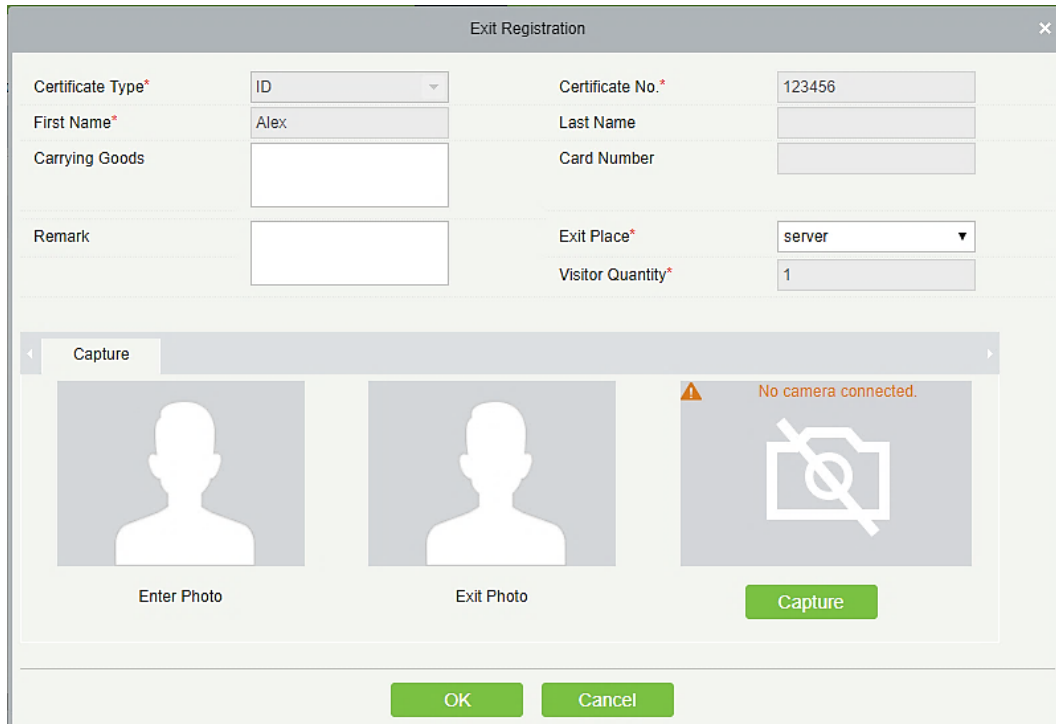 Exit Registration
Certificate Type* ID Certificate No.* 123456
First Name* Alex Last Name
Carrying Goods Card Number
Remark Exit Place* server
Visitor Quantity* 1
Capture
No camera connected.
Enter Photo Exit Photo Capture
OK Cancel